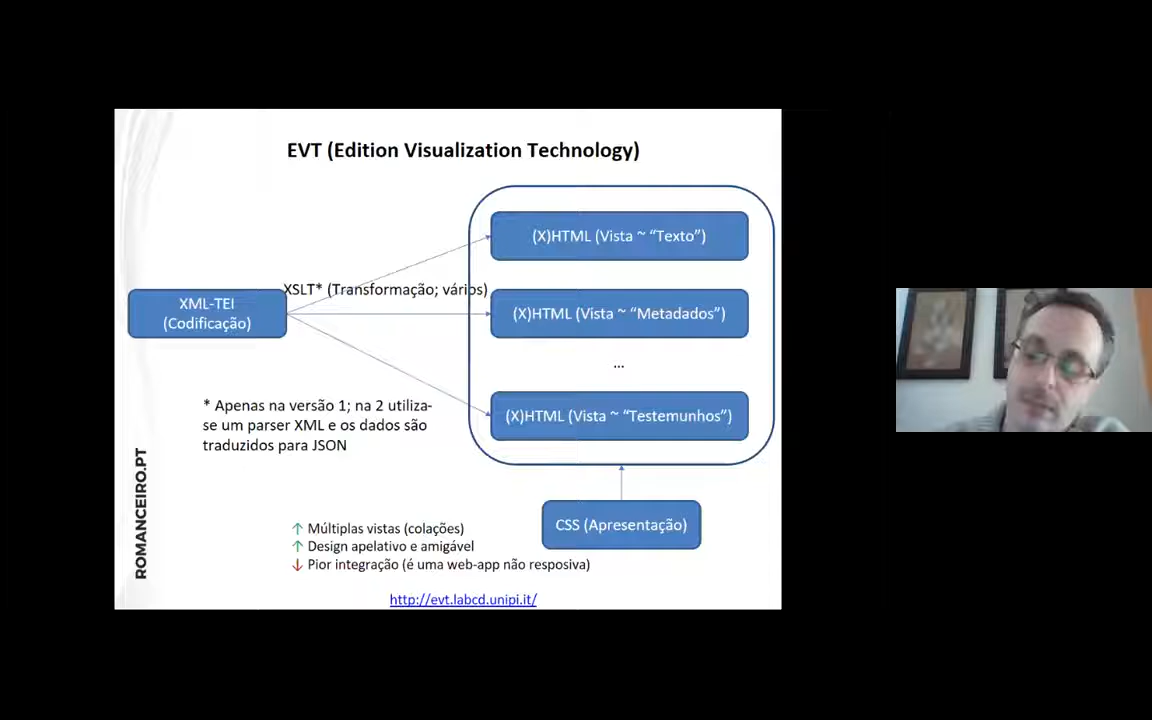 EVT (Edition Visualization Technology)
(X)HTML (Vista ~ “Texto”)
XSLT* (Transformação; vários)
XML-TEI
(Codificação)
(X)HTML (Vista ~ “Metadados”)
...
(X)HTML (Vista ~ “Testemunhos”)
* Apenas na versão 1; na 2 utiliza-
se um parser XML e os dados são
traduzidos para JSON
CSS (Apresentação)
ROMANCEIRO.PT
↑ Múltiplas vistas (colações)
↑ Design apelativo e amigável
↓ Pior integração (é uma web-app não resposiva)
http://evt.labcd.unipi.it/